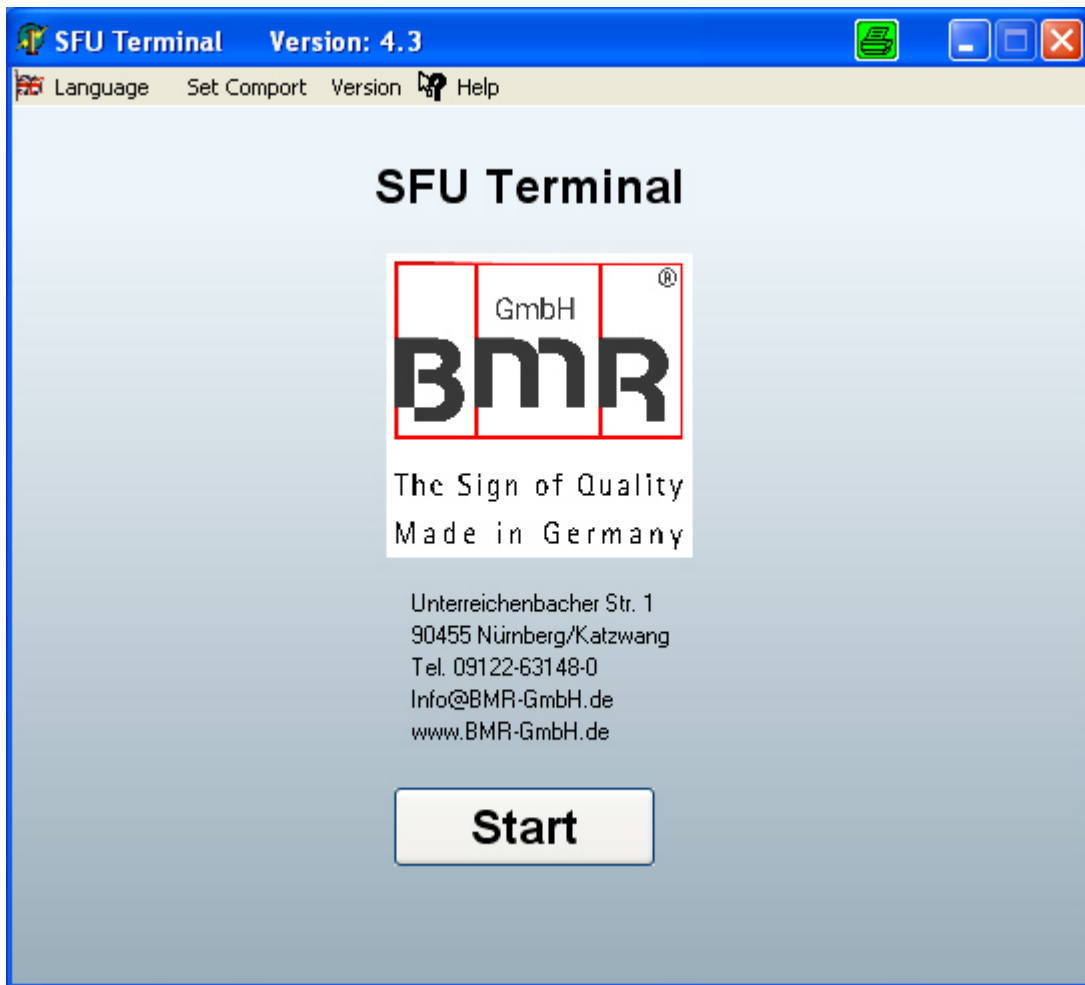 SFU Terminal Version: 4.3
Language Set Comport Version Help
SFU Terminal
®
GmbH
BMR
The Sign of Quality
Made in Germany
Unterreichenbacher Str. 1
90455 Nürnberg/Katzwang
Tel. 09122-63148-0
Info@BMR-GmbH.de
www.BMR-GmbH.de
Start